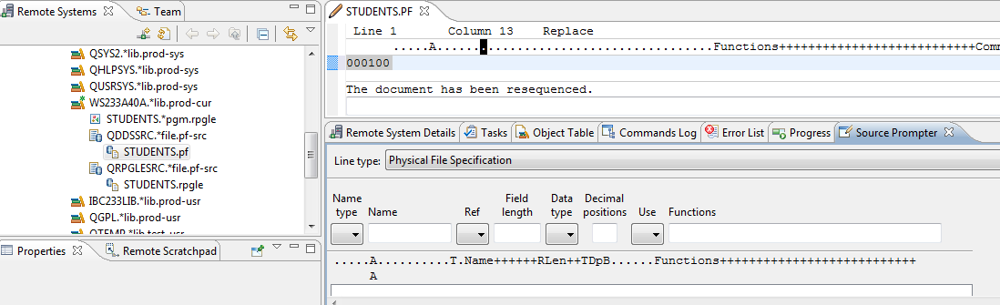 Remote Systems Team
QSYS2.*lib.prod-sys
QHLPSYS.*lib.prod-sys
QUSRSYS.*lib.prod-sys
WS233A40A.*lib.prod-cur
STUDENTS.*pgm.rpgle
QDDSSRC.*file.pf-src
STUDENTS.pf
QRPGLESRC.*file.pf-src
STUDENTS.rpgle
IBC233LIB.*lib.prod-usr
QGPL.*lib.prod-usr
QTEMP.*lib.test-usr
Properties Remote Scratchpad
STUDENTS.PF
Line 1 Column 13 Replace
.....A.......................................Functions+++++++++++++++++++++++++++Comm
000100
The document has been resequenced.
Remote System Details Tasks Object Table Commands Log Error List Progress Source Prompter
Line type: Physical File Specification
Name type Name Ref Field length Data type Decimal positions Use Functions
.....A..........T.Name++++++RLen++TDpB......Functions+++++++++++++++++++++++++++
A